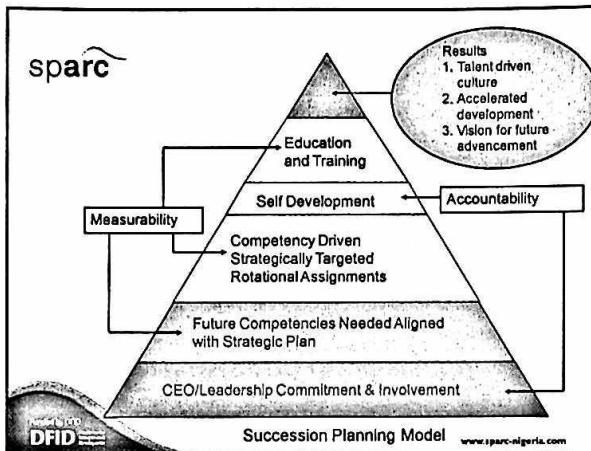 sparc
Results
1. Talent driven
culture
2. Accelerated
development
3. Vision for future
advancement
Education
and Training
Self Development
Accountability
Measurability
Competency Driven
Strategically Targeted
Rotational Assignments
Future Competencies Needed Aligned
with Strategic Plan
CEO/Leadership Commitment & Involvement
DFID
Succession Planning Model
www.sparc-nigeria.com